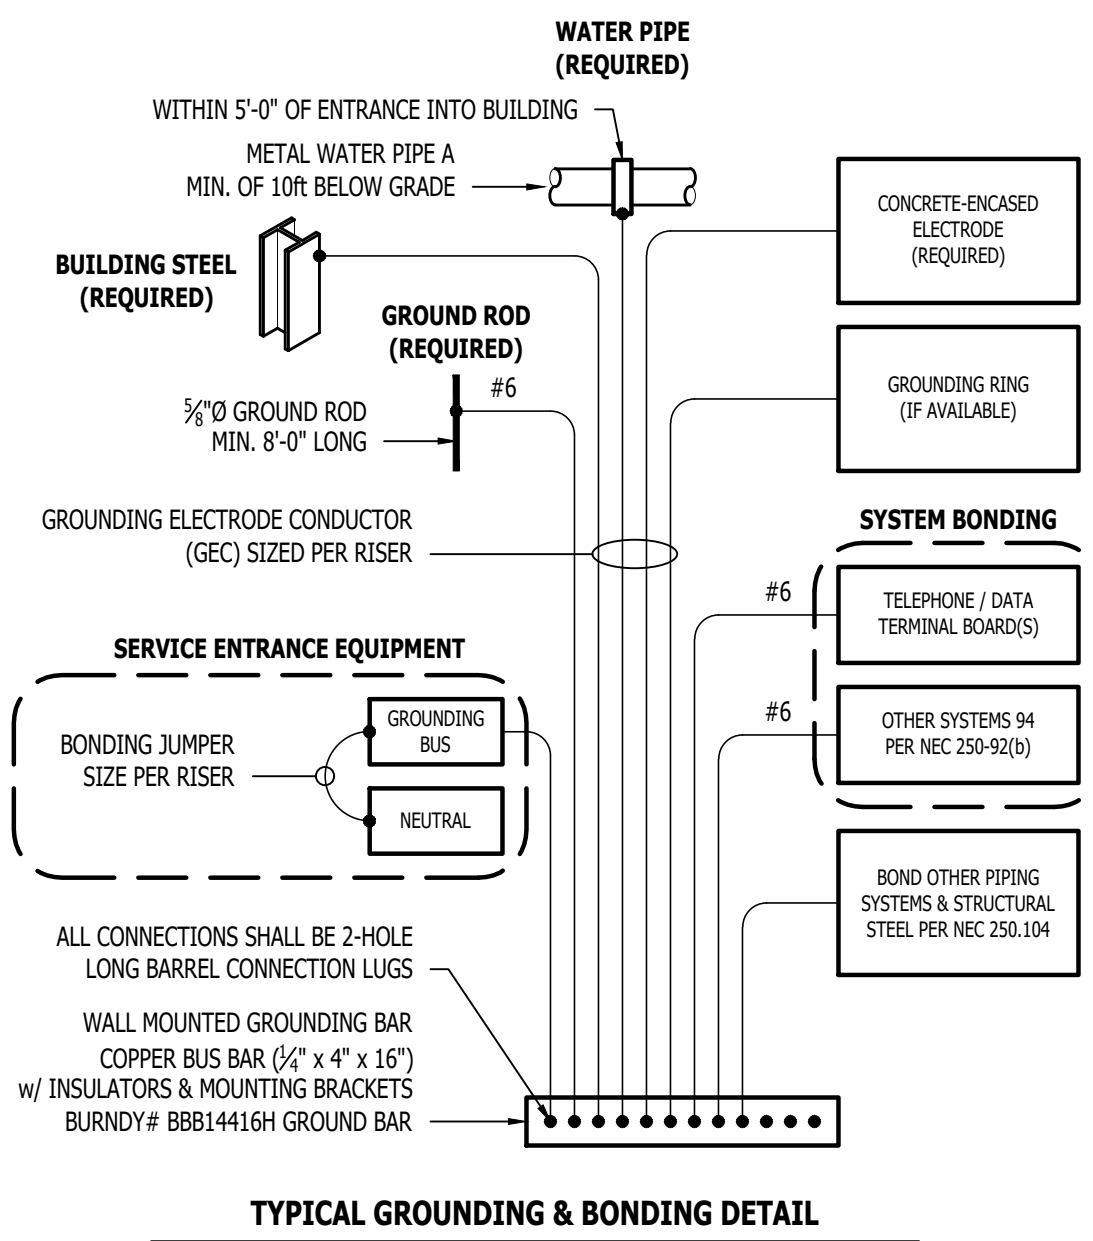 WATER PIPE
(REQUIRED)
WITHIN 5'-0" OF ENTRANCE INTO BUILDING
METAL WATER PIPE A
MIN. OF 10ft BELOW GRADE
CONCRETE-ENCASED
ELECTRODE
(REQUIRED)
BUILDING STEEL
(REQUIRED)
GROUND ROD
(REQUIRED)
#6
⅝"Ø GROUND ROD
MIN. 8'-0" LONG
GROUNDING RING
(IF AVAILABLE)
GROUNDING ELECTRODE CONDUCTOR
(GEC) SIZED PER RISER
SYSTEM BONDING
#6
TELEPHONE / DATA
TERMINAL BOARD(S)
#6
OTHER SYSTEMS 94
PER NEC 250-92(b)
SERVICE ENTRANCE EQUIPMENT
GROUNDING
BUS
BONDING JUMPER
SIZE PER RISER
NEUTRAL
BOND OTHER PIPING
SYSTEMS & STRUCTURAL
STEEL PER NEC 250.104
ALL CONNECTIONS SHALL BE 2-HOLE
LONG BARREL CONNECTION LUGS
WALL MOUNTED GROUNDING BAR
COPPER BUS BAR (¼" x 4" x 16")
w/ INSULATORS & MOUNTING BRACKETS
BURNDY# BBB14416H GROUND BAR
TYPICAL GROUNDING & BONDING DETAIL